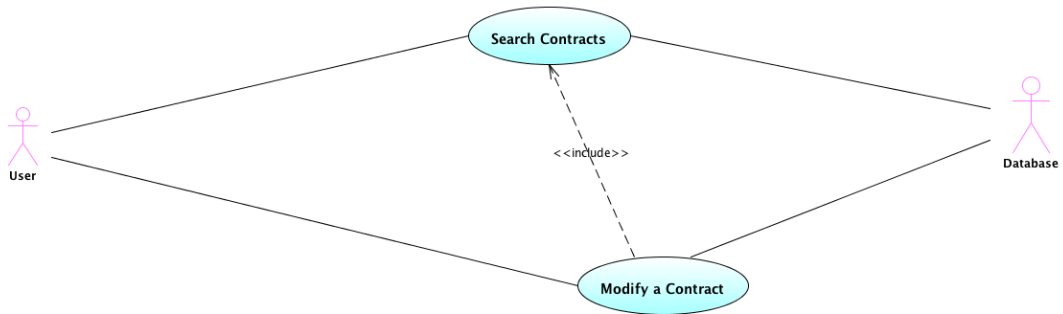 Search Contracts
<<include>>
User
Database
Modify a Contract